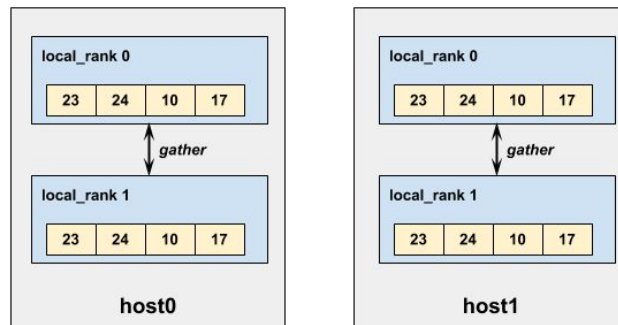 local_rank 0
23 24 10 17
gather
local_rank 1
23 24 10 17
host0
local_rank 0
23 24 10 17
gather
local_rank 1
23 24 10 17
host1